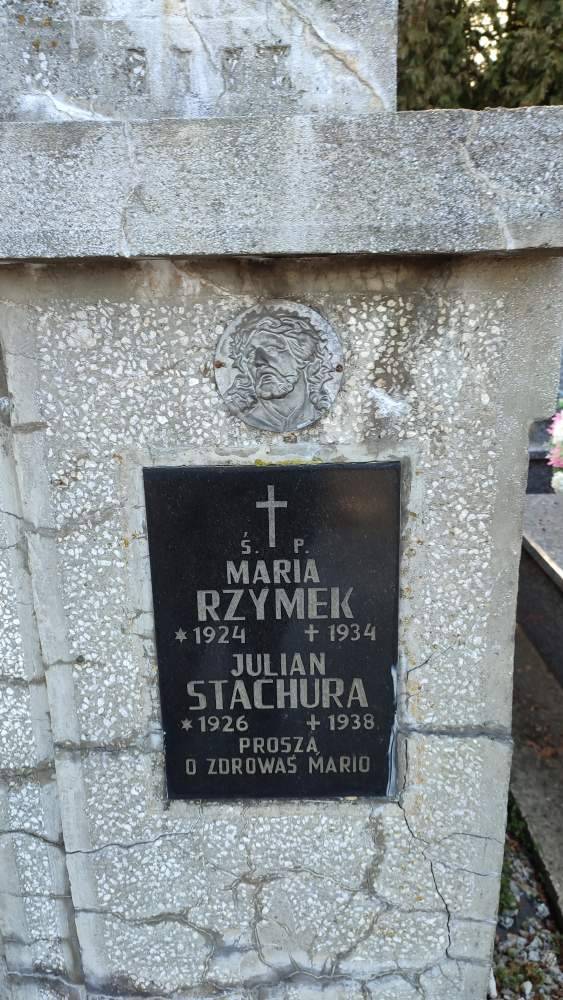 Ś. P.
MARIA
RZYMEK
*1924 +1934
JULIAN
STACHURA
*1926 +1938
PROSZĄ
O ZDROWAŚ MARIO